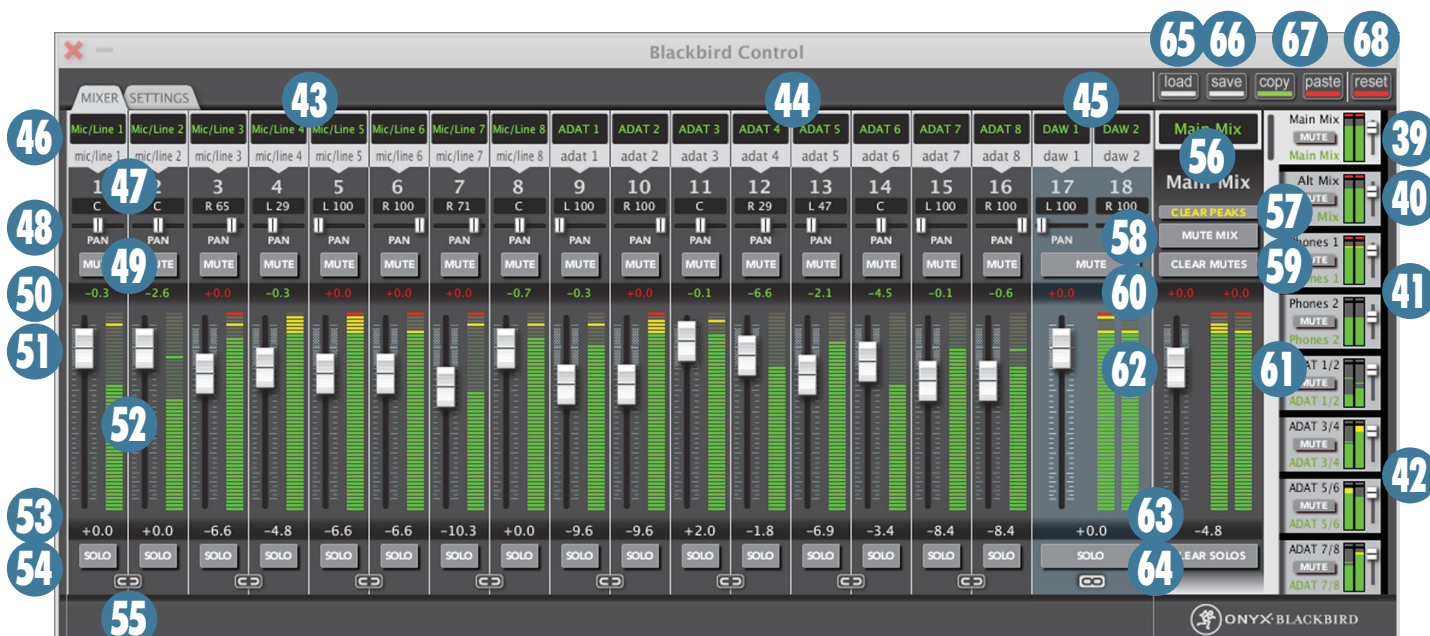 Blackbird Control
65 66 67 68
load save copy paste reset
MIXER SETTINGS
43 44 45
46
Mic/Line 1 Mic/Line 2 Mic/Line 3 Mic/Line 4 Mic/Line 5 Mic/Line 6 Mic/Line 7 Mic/Line 8 ADAT 1 ADAT 2 ADAT 3 ADAT 4 ADAT 5 ADAT 6 ADAT 7 ADAT 8 DAW 1 DAW 2 Main Mix
mic/line 1 mic/line 2 mic/line 3 mic/line 4 mic/line 5 mic/line 6 mic/line 7 mic/line 8 adat 1 adat 2 adat 3 adat 4 adat 5 adat 6 adat 7 adat 8 daw 1 daw 2
56
47
1 2 3 4 5 6 7 8 9 10 11 12 13 14 15 16 17 18 Main Mix
C C R 65 L 29 L 100 R 100 R 71 C L 100 R 100 C R 29 L 47 C L 100 R 100 L 100 R 100
CLEAR PEAKS
57
48
PAN PAN PAN PAN PAN PAN PAN PAN PAN PAN PAN PAN PAN PAN PAN PAN PAN
58
MUTE MIX
49
MUTE MUTE MUTE MUTE MUTE MUTE MUTE MUTE MUTE MUTE MUTE MUTE MUTE MUTE MUTE MUTE MUTE
CLEAR MUTES
59
50
-0.3 -2.6 +0.0 -0.3 +0.0 +0.0 +0.0 -0.7 -0.3 +0.0 -0.1 -6.6 -2.1 -4.5 -0.1 -0.6 +0.0
60
+0.0 +0.0
51
52
62
61
53
+0.0 +0.0 -6.6 -4.8 -6.6 -6.6 -10.3 +0.0 -9.6 -9.6 +2.0 -1.8 -6.9 -3.4 -8.4 -8.4 +0.0
63
-4.8
54
SOLO SOLO SOLO SOLO SOLO SOLO SOLO SOLO SOLO SOLO SOLO SOLO SOLO SOLO SOLO SOLO SOLO
64
CLEAR SOLOS
55
Main Mix
MUTE
Main Mix
39
Alt Mix
MUTE
Mix
40
Phones 1
MUTE
Phones 1
41
Phones 2
MUTE
Phones 2
ADAT 1/2
MUTE
ADAT 1/2
ADAT 3/4
MUTE
ADAT 3/4
42
ADAT 5/6
MUTE
ADAT 5/6
ADAT 7/8
MUTE
ADAT 7/8
ONYX·BLACKBIRD